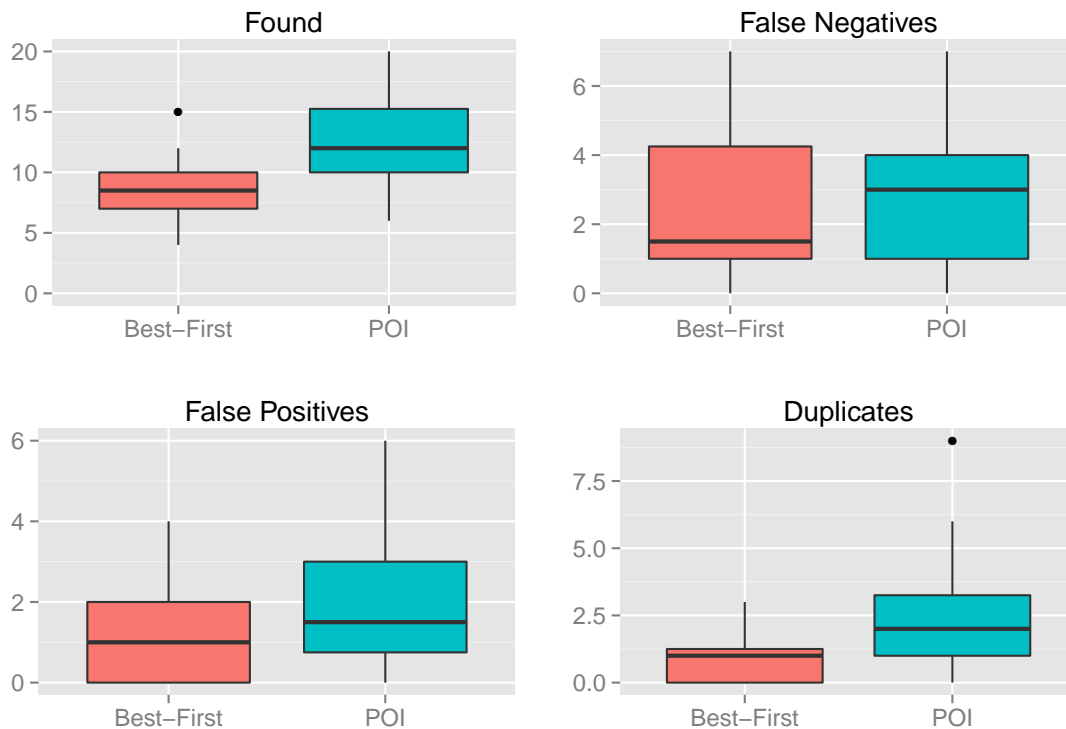 Found
20
15
10
5
0
Best−First
POI
False Negatives
6
4
2
0
Best−First
POI
False Positives
6
4
2
0
Best−First
POI
Duplicates
7.5
5.0
2.5
0.0
Best−First
POI